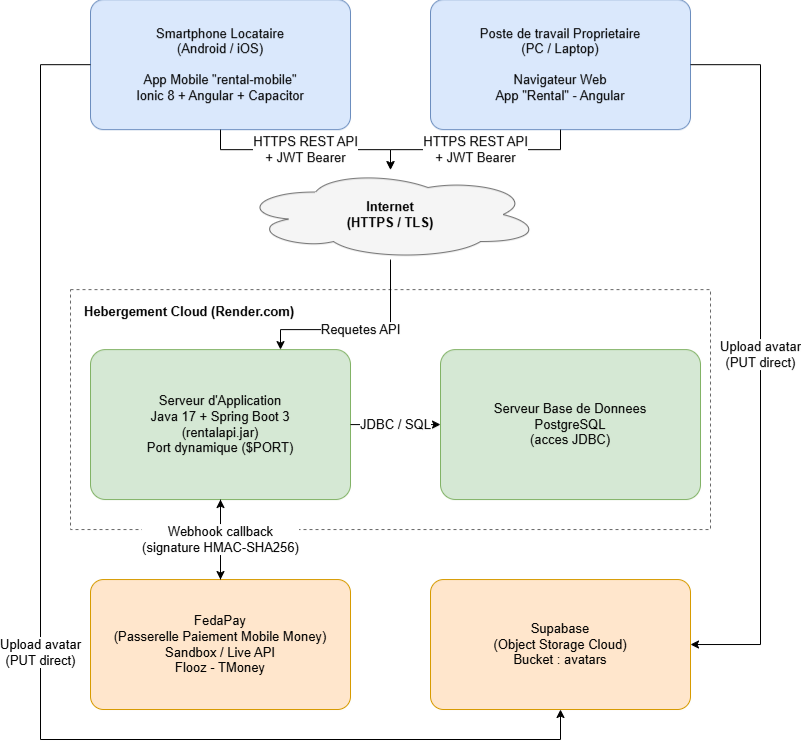 Smartphone Locataire
(Android / iOS)
App Mobile "rental-mobile"
Ionic 8 + Angular + Capacitor
Poste de travail Proprietaire
(PC / Laptop)
Navigateur Web
App "Rental" - Angular
HTTPS REST API
+ JWT Bearer
HTTPS REST API
+ JWT Bearer
Internet
(HTTPS / TLS)
Hebergement Cloud (Render.com)
Requetes API
Upload avatar
(PUT direct)
Serveur d'Application
Java 17 + Spring Boot 3
(rentalapi.jar)
Port dynamique ($PORT)
JDBC / SQL
Serveur Base de Donnees
PostgreSQL
(acces JDBC)
Webhook callback
(signature HMAC-SHA256)
Upload avatar
(PUT direct)
FedaPay
(Passerelle Paiement Mobile Money)
Sandbox / Live API
Flooz - TMoney
Supabase
(Object Storage Cloud)
Bucket : avatars